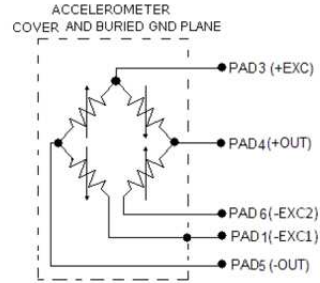 ACCELEROMETER
COVER AND BURIED GND PLANE
PAD3 (+EXC)
PAD4(+OUT)
PAD6(-EXC2)
PAD1(-EXC1)
PAD5(-OUT)